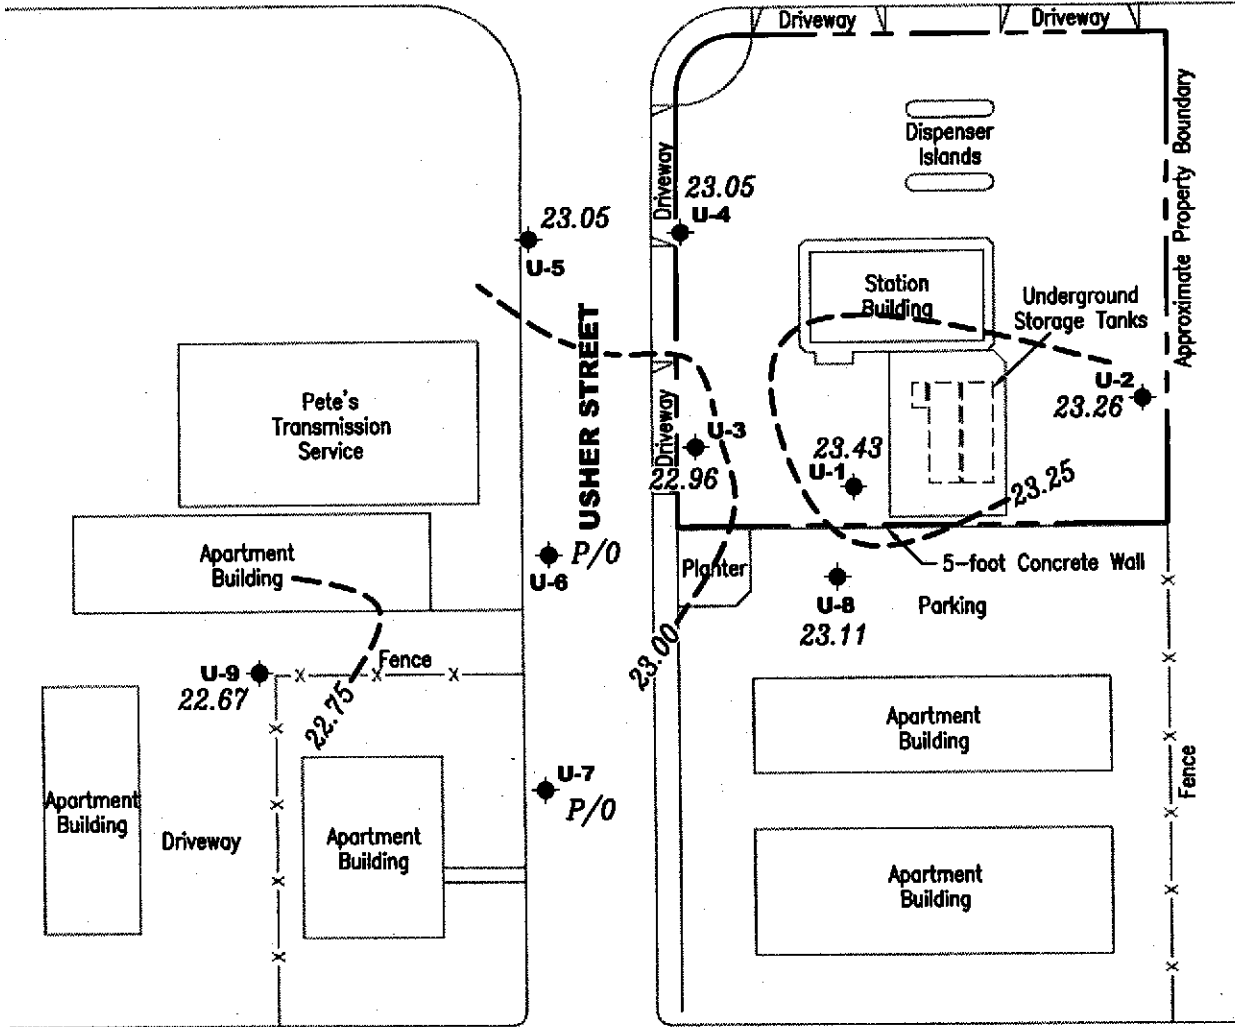 Driveway
Driveway
Approximate Property Boundary
Dispenser
Islands
Driveway
23.05
U-4
23.05
U-5
Station
Building
Underground
Storage Tanks
USHER STREET
U-2
23.26
Pete's
Transmission
Service
Driveway
U-3
22.96
23.43
U-1
23.25
Apartment
Building
P/0
U-6
Planter
5-foot Concrete Wall
U-8
23.11
Parking
23.00
Fence
U-9
22.67
22.75
Apartment
Building
U-7
P/0
Fence
Apartment
Building
Driveway
Apartment
Building
Apartment
Building